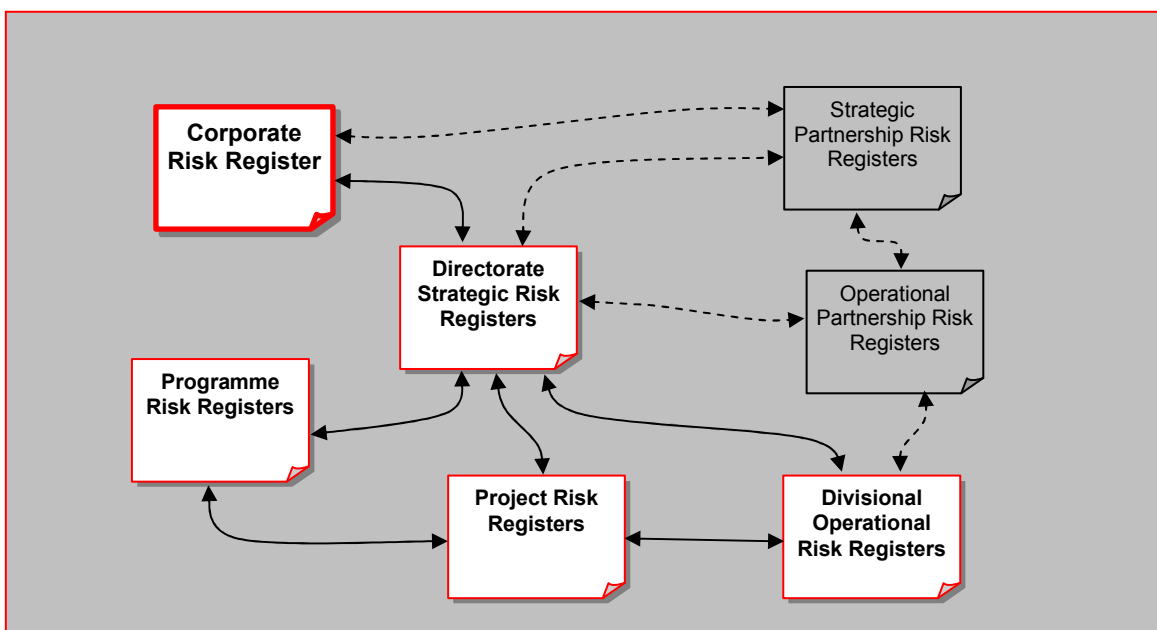 Corporate
Risk Register
Strategic
Partnership Risk
Registers
Directorate
Strategic Risk
Registers
Operational
Partnership Risk
Registers
Programme
Risk Registers
Project Risk
Registers
Divisional
Operational
Risk Registers